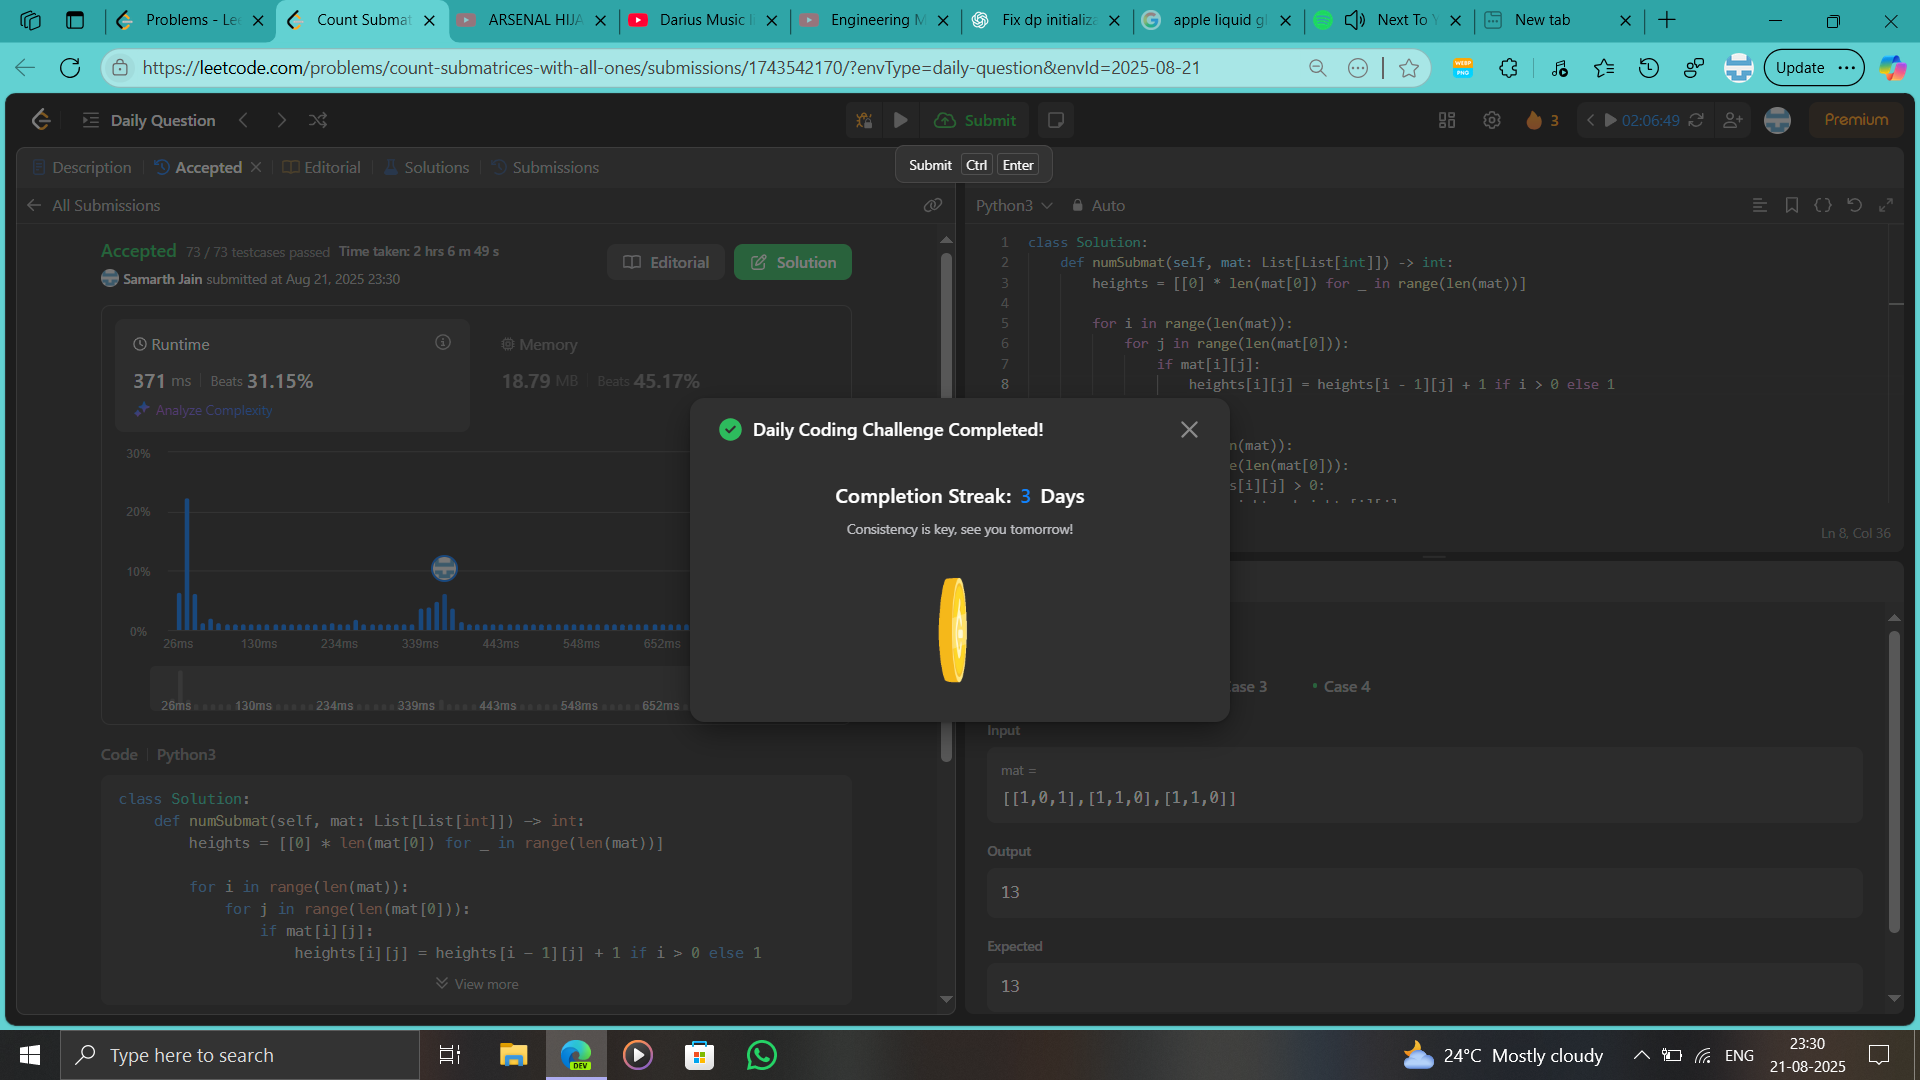 Problems - Le
Count Submat
ARSENAL HIJA
Darius Music I
Engineering M
Fix dp initializa
apple liquid gl
Next To Y
New tab
https://leetcode.com/problems/count-submatrices-with-all-ones/submissions/1743542170/?envType=daily-question&envId=2025-08-21
WEBP
PNG
Update
Daily Question
Submit
3
02:06:49
Premium
Submit Ctrl Enter
Description
Accepted
Editorial
Solutions
Submissions
All Submissions
Accepted 73 / 73 testcases passed Time taken: 2 hrs 6 m 49 s
Samarth Jain submitted at Aug 21, 2025 23:30
Editorial
Solution
Runtime
371 ms Beats 31.15%
Analyze Complexity
Memory
18.79 MB Beats 45.17%
30%
20%
10%
0%
26ms 130ms 234ms 339ms 443ms 548ms 652ms
26ms 130ms 234ms 339ms 443ms 548ms 652ms
Code Python3
class Solution:
def numSubmat(self, mat: List[List[int]]) -> int:
heights = [[0] * len(mat[0]) for _ in range(len(mat))]
for i in range(len(mat)):
for j in range(len(mat[0])):
if mat[i][j]:
heights[i][j] = heights[i - 1][j] + 1 if i > 0 else 1
View more
Python3 Auto
1 class Solution:
2 def numSubmat(self, mat: List[List[int]]) -> int:
3 heights = [[0] * len(mat[0]) for _ in range(len(mat))]
4
5 for i in range(len(mat)):
6 for j in range(len(mat[0])):
7 if mat[i][j]:
8 heights[i][j] = heights[i - 1][j] + 1 if i > 0 else 1
n(mat)):
e(len(mat[0])):
s[i][j] > 0:
Ln 8, Col 36
Daily Coding Challenge Completed!
Completion Streak: 3 Days
Consistency is key, see you tomorrow!
ase 3
Case 4
Input
mat =
[[1,0,1],[1,1,0],[1,1,0]]
Output
13
Expected
13
Type here to search
DEV
24°C Mostly cloudy
ENG
23:30
21-08-2025